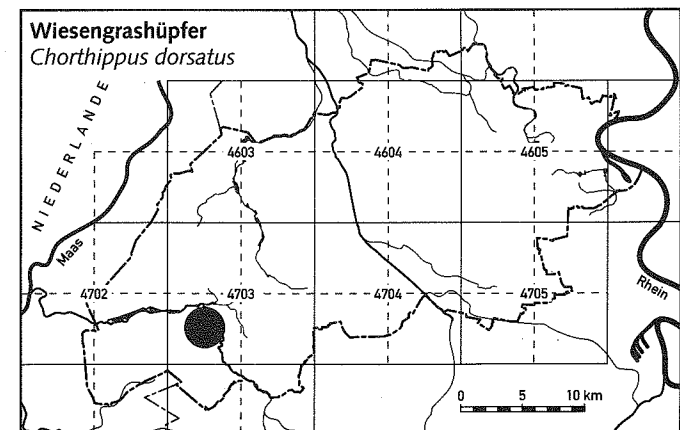 Wiesengrashüpfer
Chorthippus dorsatus
NIEDERLANDE
4603
4604
4605
Maas
4702
4703
4704
4705
Rhein
0 5 10 km